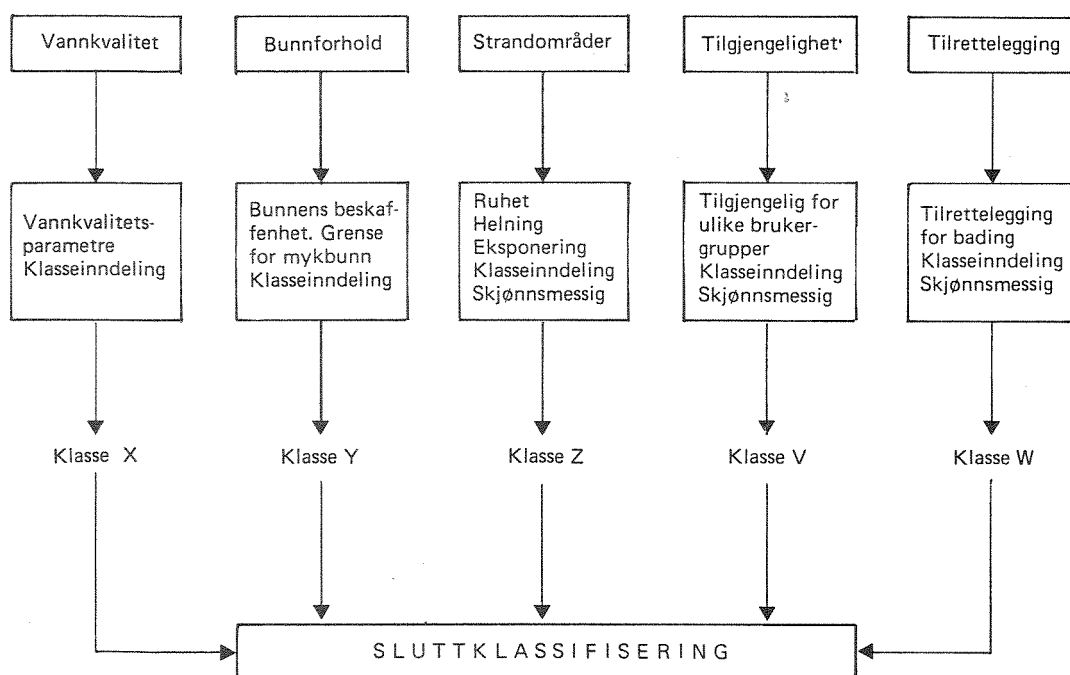 Vannkvalitet
Bunnforhold
Strandområder
Tilgjengelighet
Tilrettelegging
Vannkvalitets-
parametre
Klasseinndeling
Bunnens beskaf-
fenhet. Grense
for mykbunn
Klasseinndeling
Ruhet
Helning
Eksponering
Klasseinndeling
Skjønnsmessig
Tilgjengelig for
ulike bruker-
grupper
Klasseinndeling
Skjønnsmessig
Tilrettelegging
for bading
Klasseinndeling
Skjønnsmessig
Klasse X
Klasse Y
Klasse Z
Klasse V
Klasse W
SLUTTKLASSIFISERING